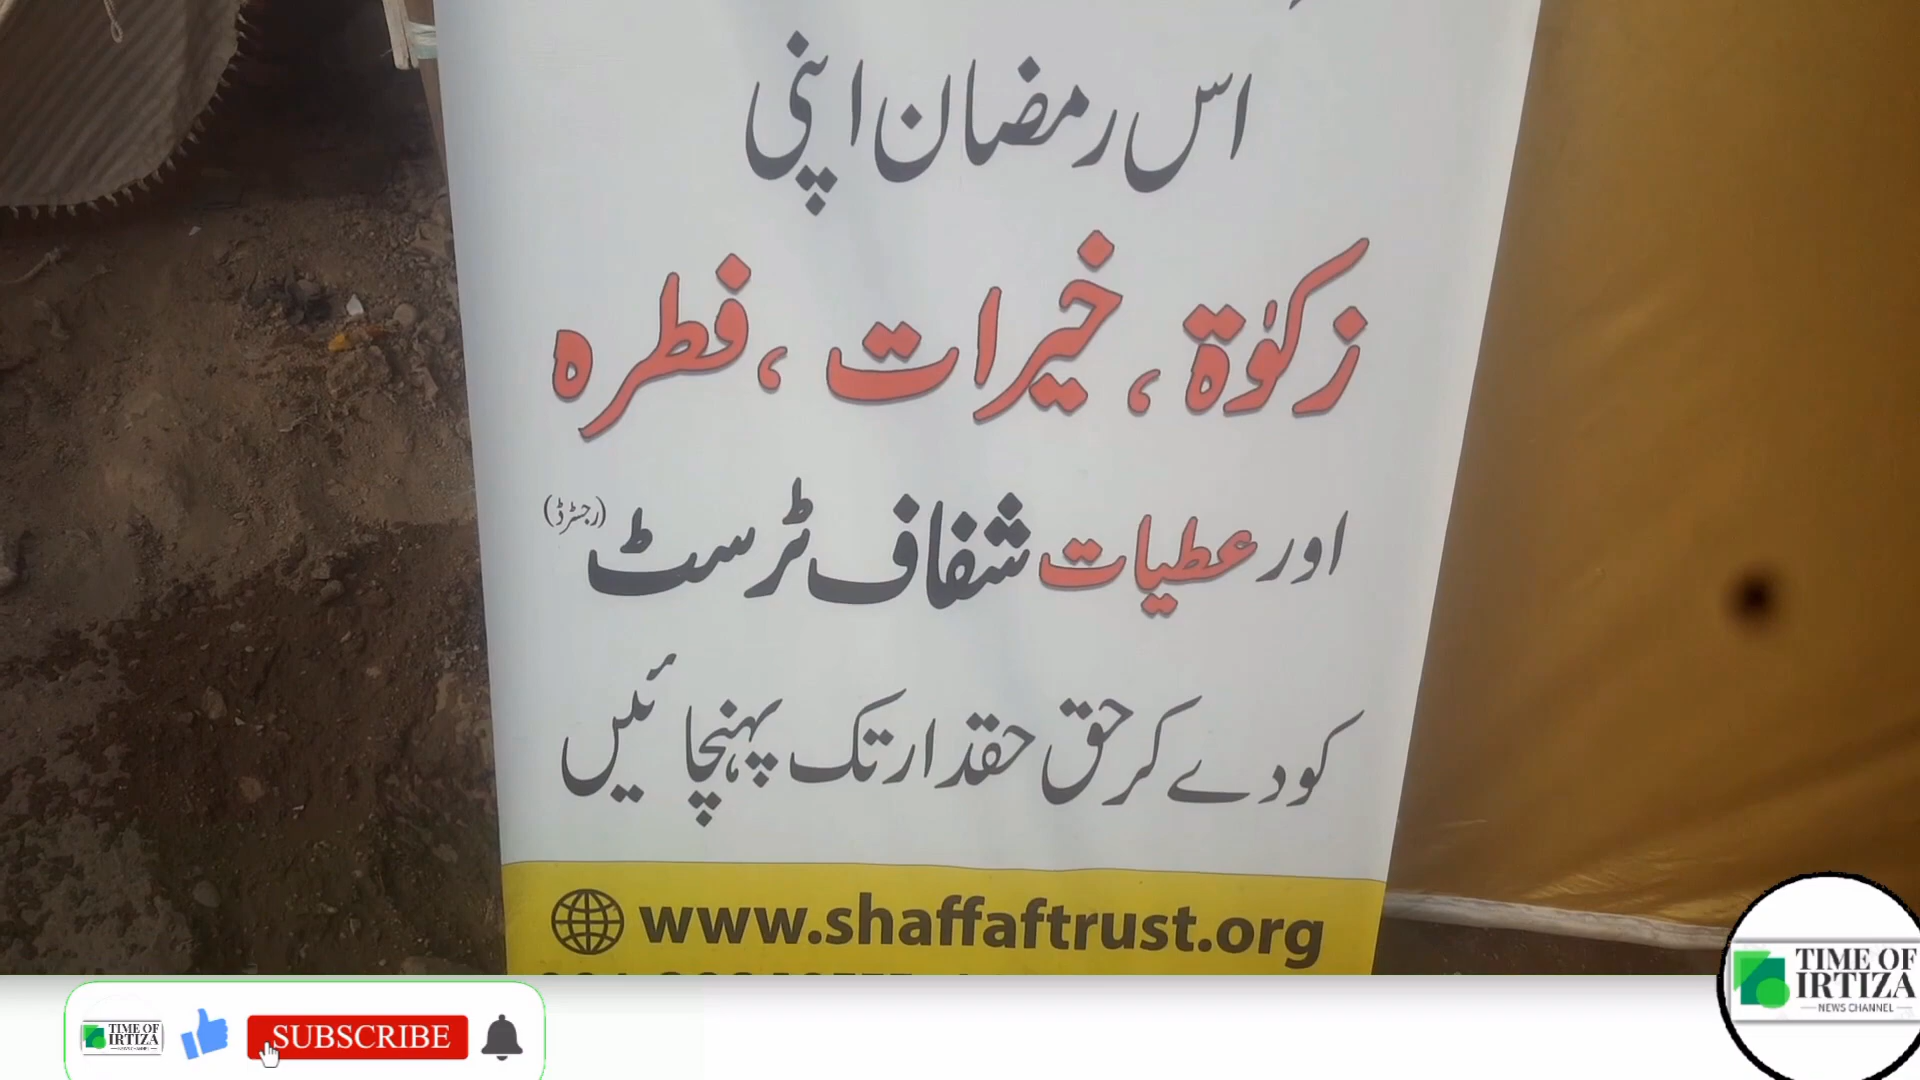 اس رمضان اپنی
زکوٰۃ، خیرات، فطرہ
اور عطیات شفاف ٹرسٹ (رجسٹرڈ)
کو دے کر حق حقدار تک پہنچائیں
www.shaffaftrust.org
TIME OF
IRTIZA
NEWS CHANNEL
TIME OF
IRTIZA
SUBSCRIBE